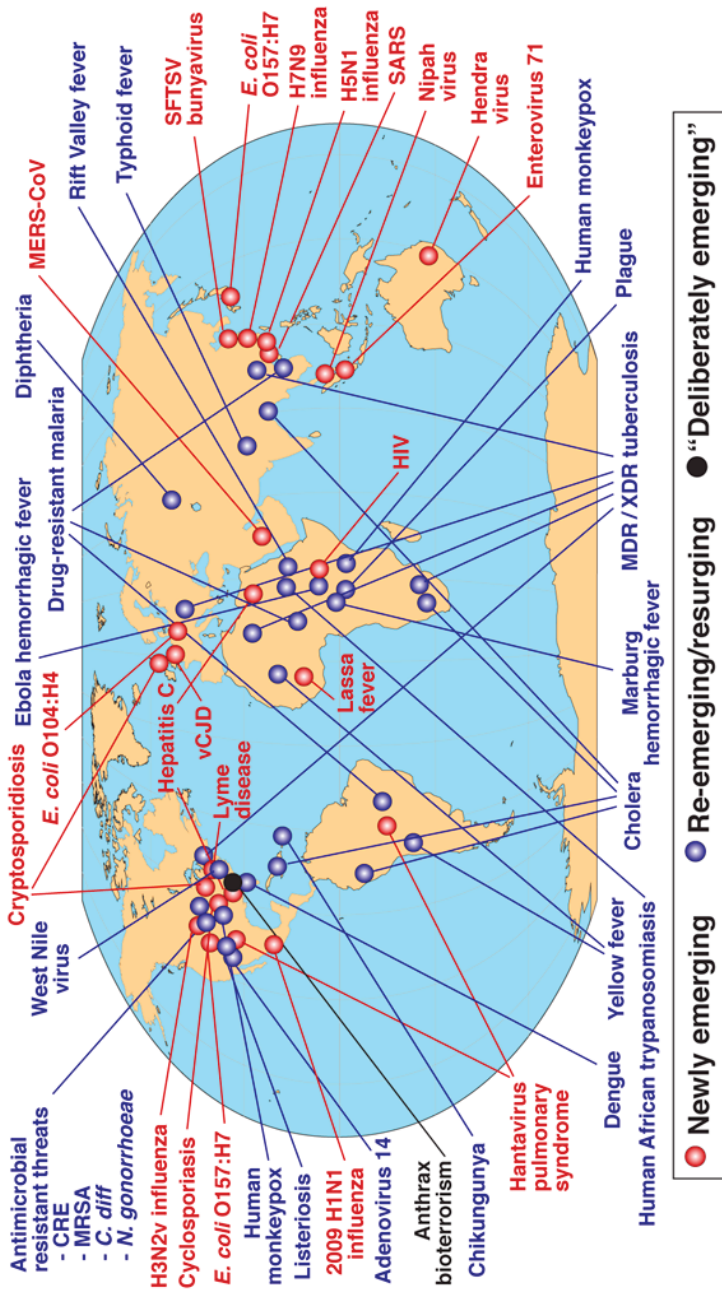 Antimicrobial
resistant threats
- CRE
- MRSA
- C. diff
- N. gonorrhoeae
H3N2v influenza
Cyclosporiasis
E. coli O157:H7
Human
monkeypox
Listeriosis
2009 H1N1
influenza
Adenovirus 14
Anthrax
bioterrorism
Chikungunya
Hantavirus
pulmonary
syndrome
Dengue
Human African trypanosomiasis
Yellow fever
Cholera
Marburg
hemorrhagic fever
MDR / XDR tuberculosis
Plague
Human monkeypox
West Nile
virus
Cryptosporidiosis
E. coli O104:H4
Ebola hemorrhagic fever
Drug-resistant malaria
Diphtheria
MERS-CoV
Rift Valley fever
Typhoid fever
SFTSV
bunyavirus
E. coli
O157:H7
H7N9
influenza
H5N1
influenza
SARS
Nipah
virus
Hendra
virus
Enterovirus 71
Hepatitis C
vCJD
Lyme
disease
Lassa
fever
HIV
Newly emerging
Re-emerging/resurging
“Deliberately emerging”